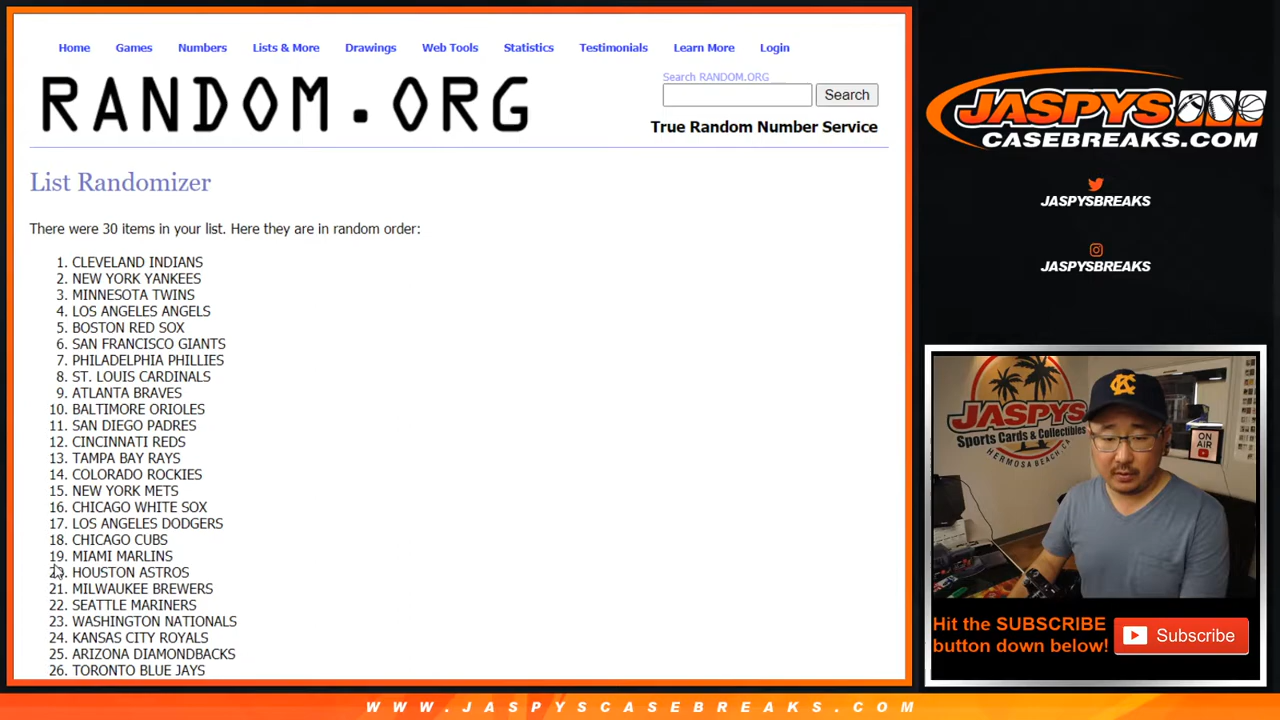 Home Games Numbers Lists & More Drawings Web Tools Statistics Testimonials Learn More Login
RANDOM.ORG
Search RANDOM.ORG
Search
True Random Number Service
List Randomizer
There were 30 items in your list. Here they are in random order:
1. CLEVELAND INDIANS
2. NEW YORK YANKEES
3. MINNESOTA TWINS
4. LOS ANGELES ANGELS
5. BOSTON RED SOX
6. SAN FRANCISCO GIANTS
7. PHILADELPHIA PHILLIES
8. ST. LOUIS CARDINALS
9. ATLANTA BRAVES
10. BALTIMORE ORIOLES
11. SAN DIEGO PADRES
12. CINCINNATI REDS
13. TAMPA BAY RAYS
14. COLORADO ROCKIES
15. NEW YORK METS
16. CHICAGO WHITE SOX
17. LOS ANGELES DODGERS
18. CHICAGO CUBS
19. MIAMI MARLINS
20. HOUSTON ASTROS
21. MILWAUKEE BREWERS
22. SEATTLE MARINERS
23. WASHINGTON NATIONALS
24. KANSAS CITY ROYALS
25. ARIZONA DIAMONDBACKS
26. TORONTO BLUE JAYS
JASPYS
CASEBREAKS.COM
JASPYSBREAKS
JASPYSBREAKS
JASPYS
Sports Cards & Collectibles
HERMOSA BEACH, CA
KC
ON
AIR
Hit the SUBSCRIBE
button down below!
Subscribe
WWW.JASPYSCASEBREAKS.COM